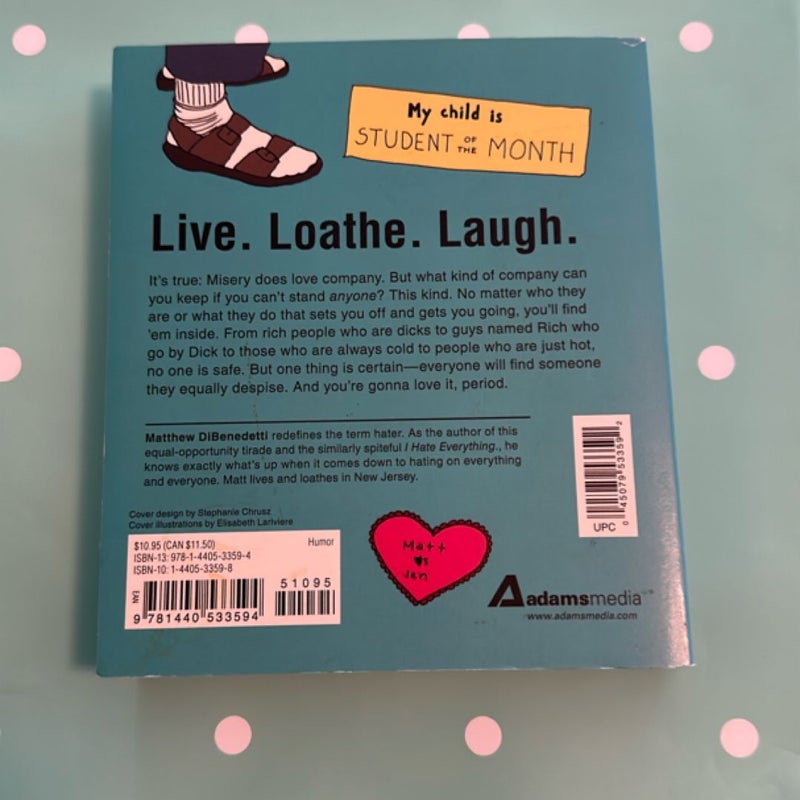 My child is
STUDENT OF THE MONTH
Live. Loathe. Laugh.
It's true: Misery does love company. But what kind of company can
you keep if you can't stand anyone? This kind. No matter who they
are or what they do that sets you off and gets you going, you'll find
'em inside. From rich people who are dicks to guys named Rich who
go by Dick to those who are always cold to people who are just hot,
no one is safe. But one thing is certain—everyone will find someone
they equally despise. And you're gonna love it, period.
Matthew DiBenedetti redefines the term hater. As the author of this
equal-opportunity tirade and the similarly spiteful I Hate Everything., he
knows exactly what's up when it comes down to hating on everything
and everyone. Matt lives and loathes in New Jersey.
Cover design by Stephanie Chrusz
Cover illustrations by Elisabeth Lariviere
$10.95 (CAN $11.50) Humor
ISBN-13: 978-1-4405-3359-4
ISBN-10: 1-4405-3359-8
51095
EAN
9 781440 533594
Matt
♥s
Jen
adamsmedia
www.adamsmedia.com
0 45079 53359 2
UPC